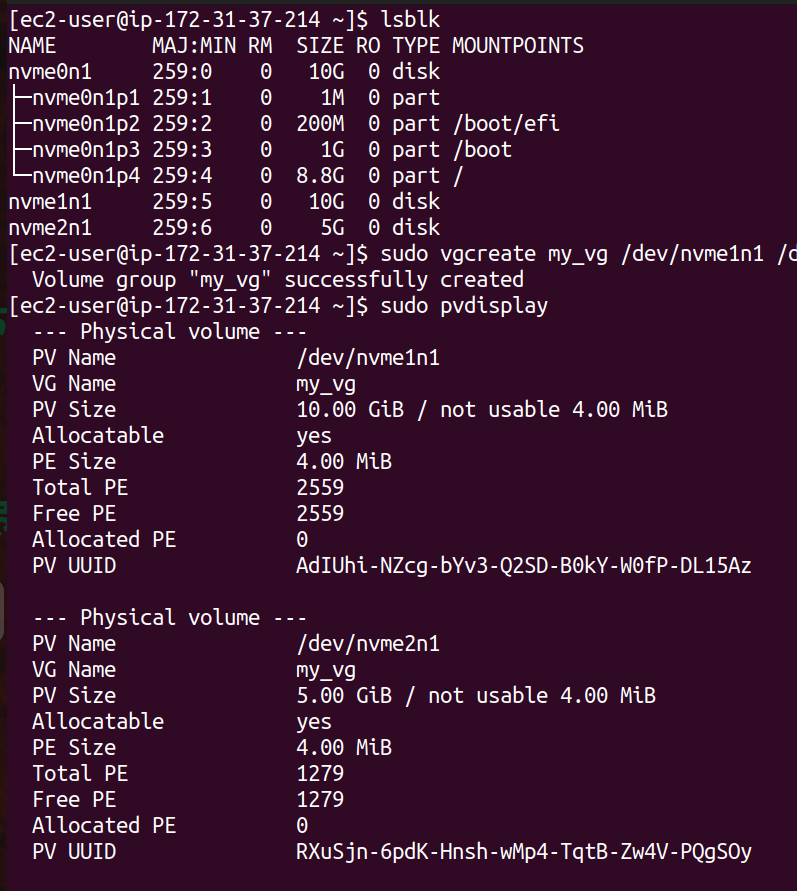 [ec2-user@ip-172-31-37-214 ~]$ lsblk
NAME        MAJ:MIN RM  SIZE RO TYPE MOUNTPOINTS
nvme0n1     259:0    0   10G  0 disk
├─nvme0n1p1 259:1    0    1M  0 part
├─nvme0n1p2 259:2    0  200M  0 part /boot/efi
├─nvme0n1p3 259:3    0    1G  0 part /boot
└─nvme0n1p4 259:4    0  8.8G  0 part /
nvme1n1     259:5    0   10G  0 disk
nvme2n1     259:6    0    5G  0 disk
[ec2-user@ip-172-31-37-214 ~]$ sudo vgcreate my_vg /dev/nvme1n1
  Volume group "my_vg" successfully created
[ec2-user@ip-172-31-37-214 ~]$ sudo pvdisplay
  --- Physical volume ---
  PV Name               /dev/nvme1n1
  VG Name               my_vg
  PV Size               10.00 GiB / not usable 4.00 MiB
  Allocatable           yes
  PE Size               4.00 MiB
  Total PE              2559
  Free PE               2559
  Allocated PE          0
  PV UUID               AdIUhi-NZcg-bYv3-Q2SD-B0kY-W0fP-DL15Az

  --- Physical volume ---
  PV Name               /dev/nvme2n1
  VG Name               my_vg
  PV Size               5.00 GiB / not usable 4.00 MiB
  Allocatable           yes
  PE Size               4.00 MiB
  Total PE              1279
  Free PE               1279
  Allocated PE          0
  PV UUID               RXuSjn-6pdK-Hnsh-wMp4-TqtB-Zw4V-PQgSOy